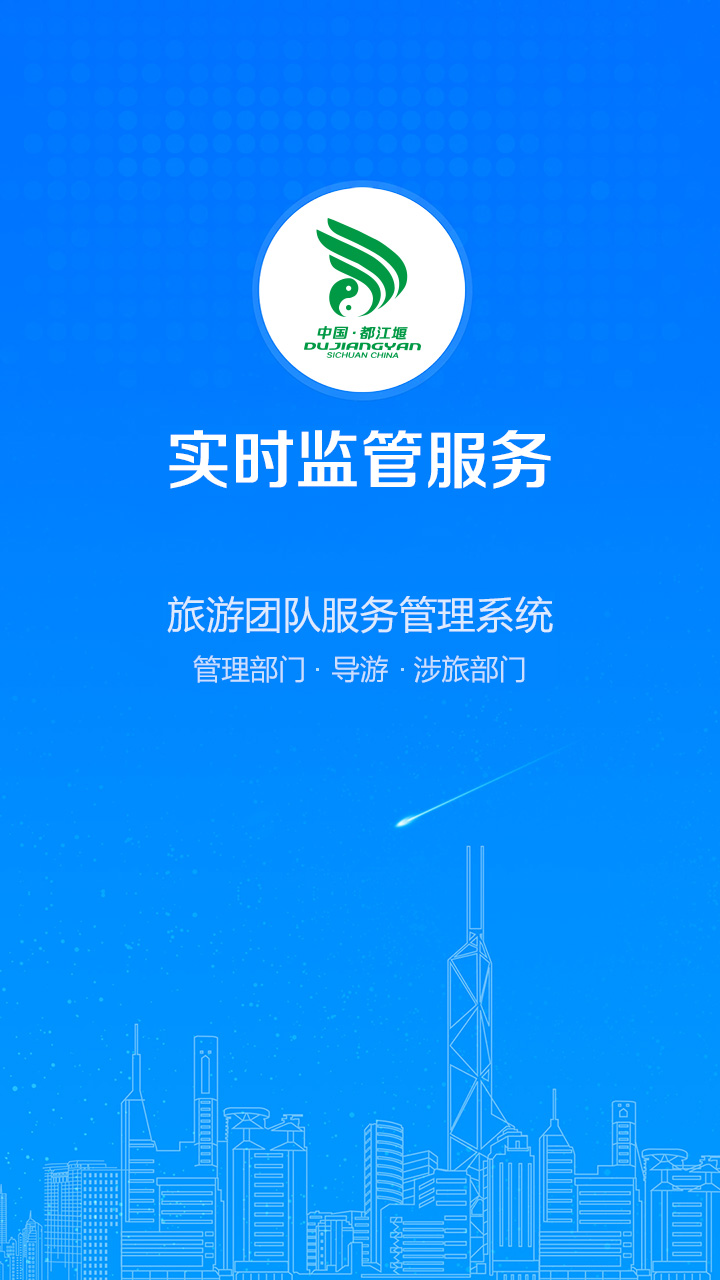 中国·都江堰
DUJIANGYAN
SICHUAN CHINA
实时监管服务
旅游团队服务管理系统
管理部门·导游·涉旅部门